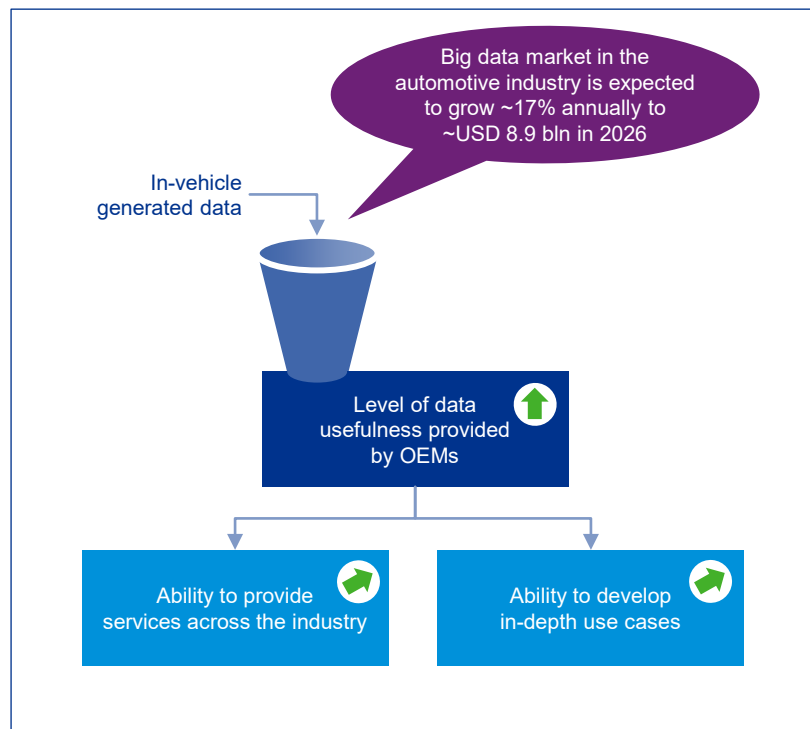 Big data market in the
automotive industry is expected
to grow ~17% annually to
~USD 8.9 bln in 2026
In-vehicle
generated data
Level of data
usefulness provided
by OEMs
Ability to provide
services across the industry
Ability to develop
in-depth use cases